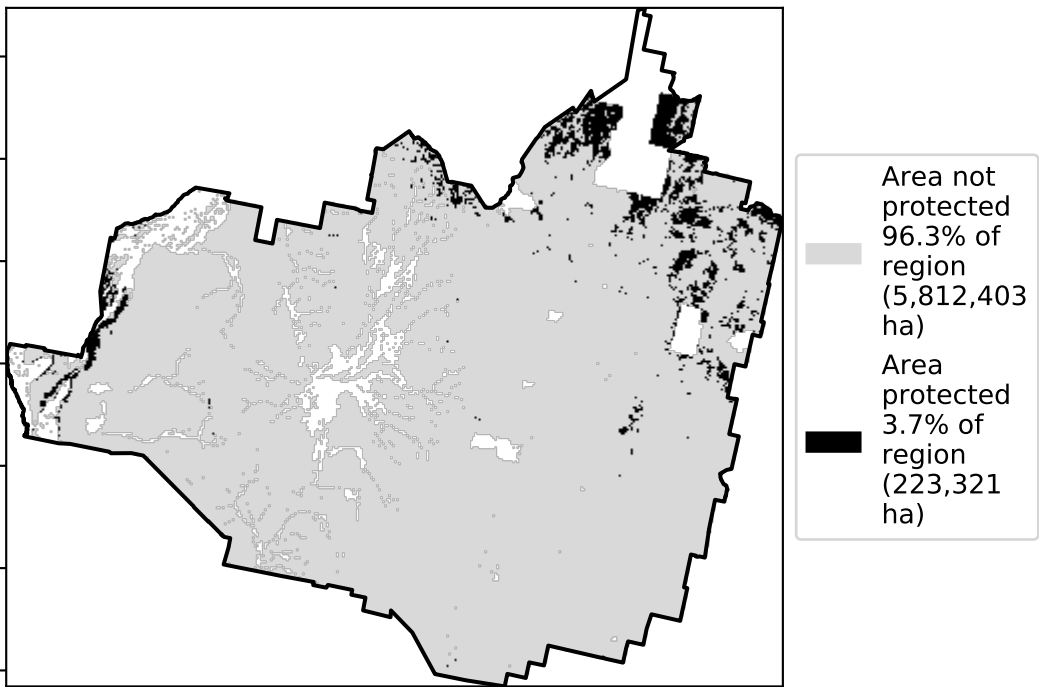 Area not
protected
96.3% of
region
(5,812,403
ha)
Area
protected
3.7% of
region
(223,321
ha)